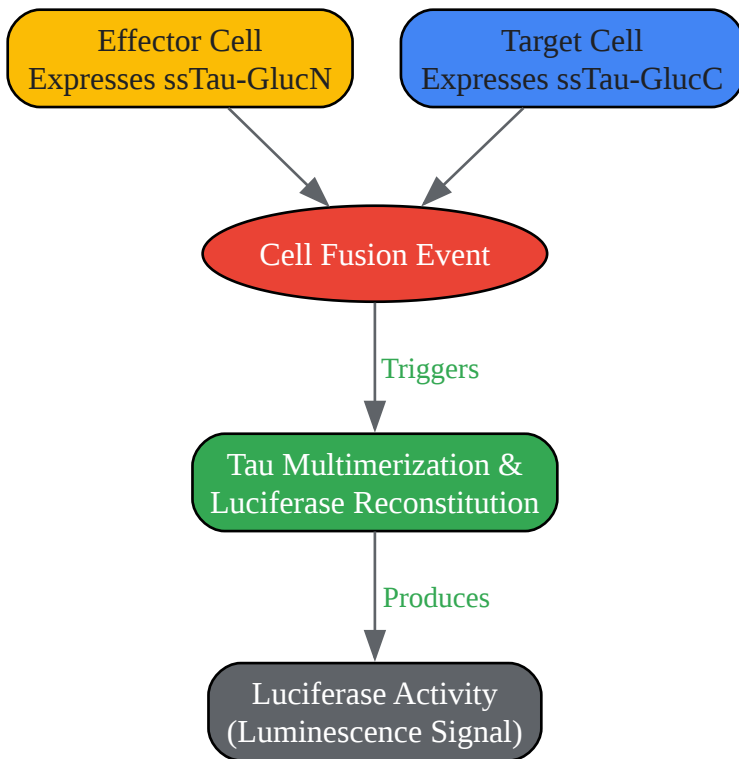 Effector Cell
Expresses ssTau-GlucN
Target Cell
Expresses ssTau-GlucC
Cell Fusion Event
Triggers
Tau Multimerization &
Luciferase Reconstitution
Produces
Luciferase Activity
(Luminescence Signal)